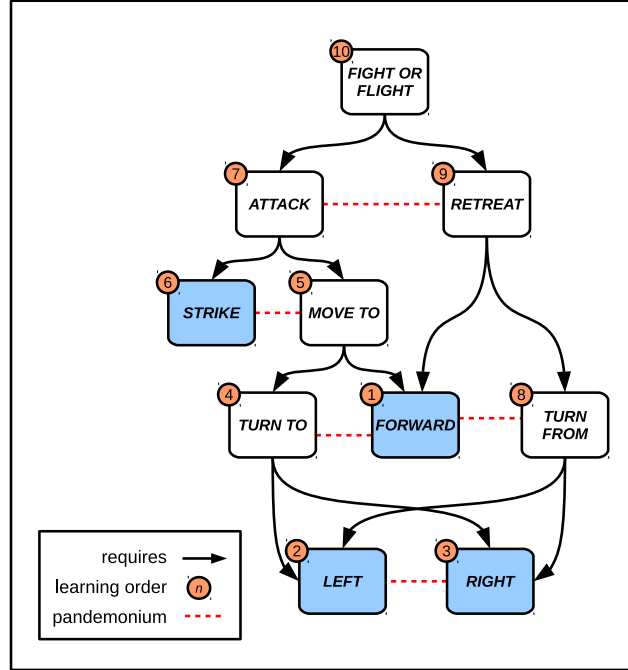 10
FIGHT OR
FLIGHT
7
ATTACK
9
RETREAT
6
STRIKE
5
MOVE TO
4
TURN TO
1
FORWARD
8
TURN
FROM
2
LEFT
3
RIGHT
requires
learning order
n
pandemonium